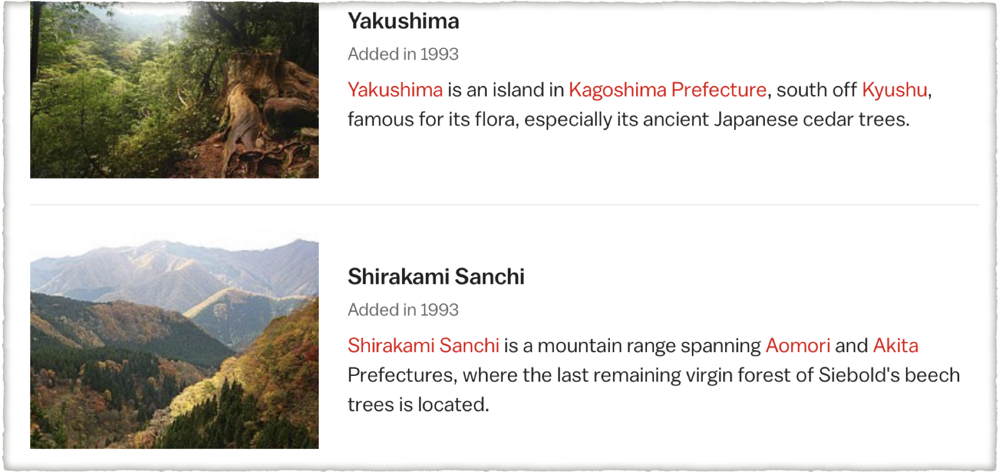 Yakushima
Added in 1993
Yakushima is an island in Kagoshima Prefecture, south off Kyushu,
famous for its flora, especially its ancient Japanese cedar trees.
Shirakami Sanchi
Added in 1993
Shirakami Sanchi is a mountain range spanning Aomori and Akita
Prefectures, where the last remaining virgin forest of Siebold's beech
trees is located.